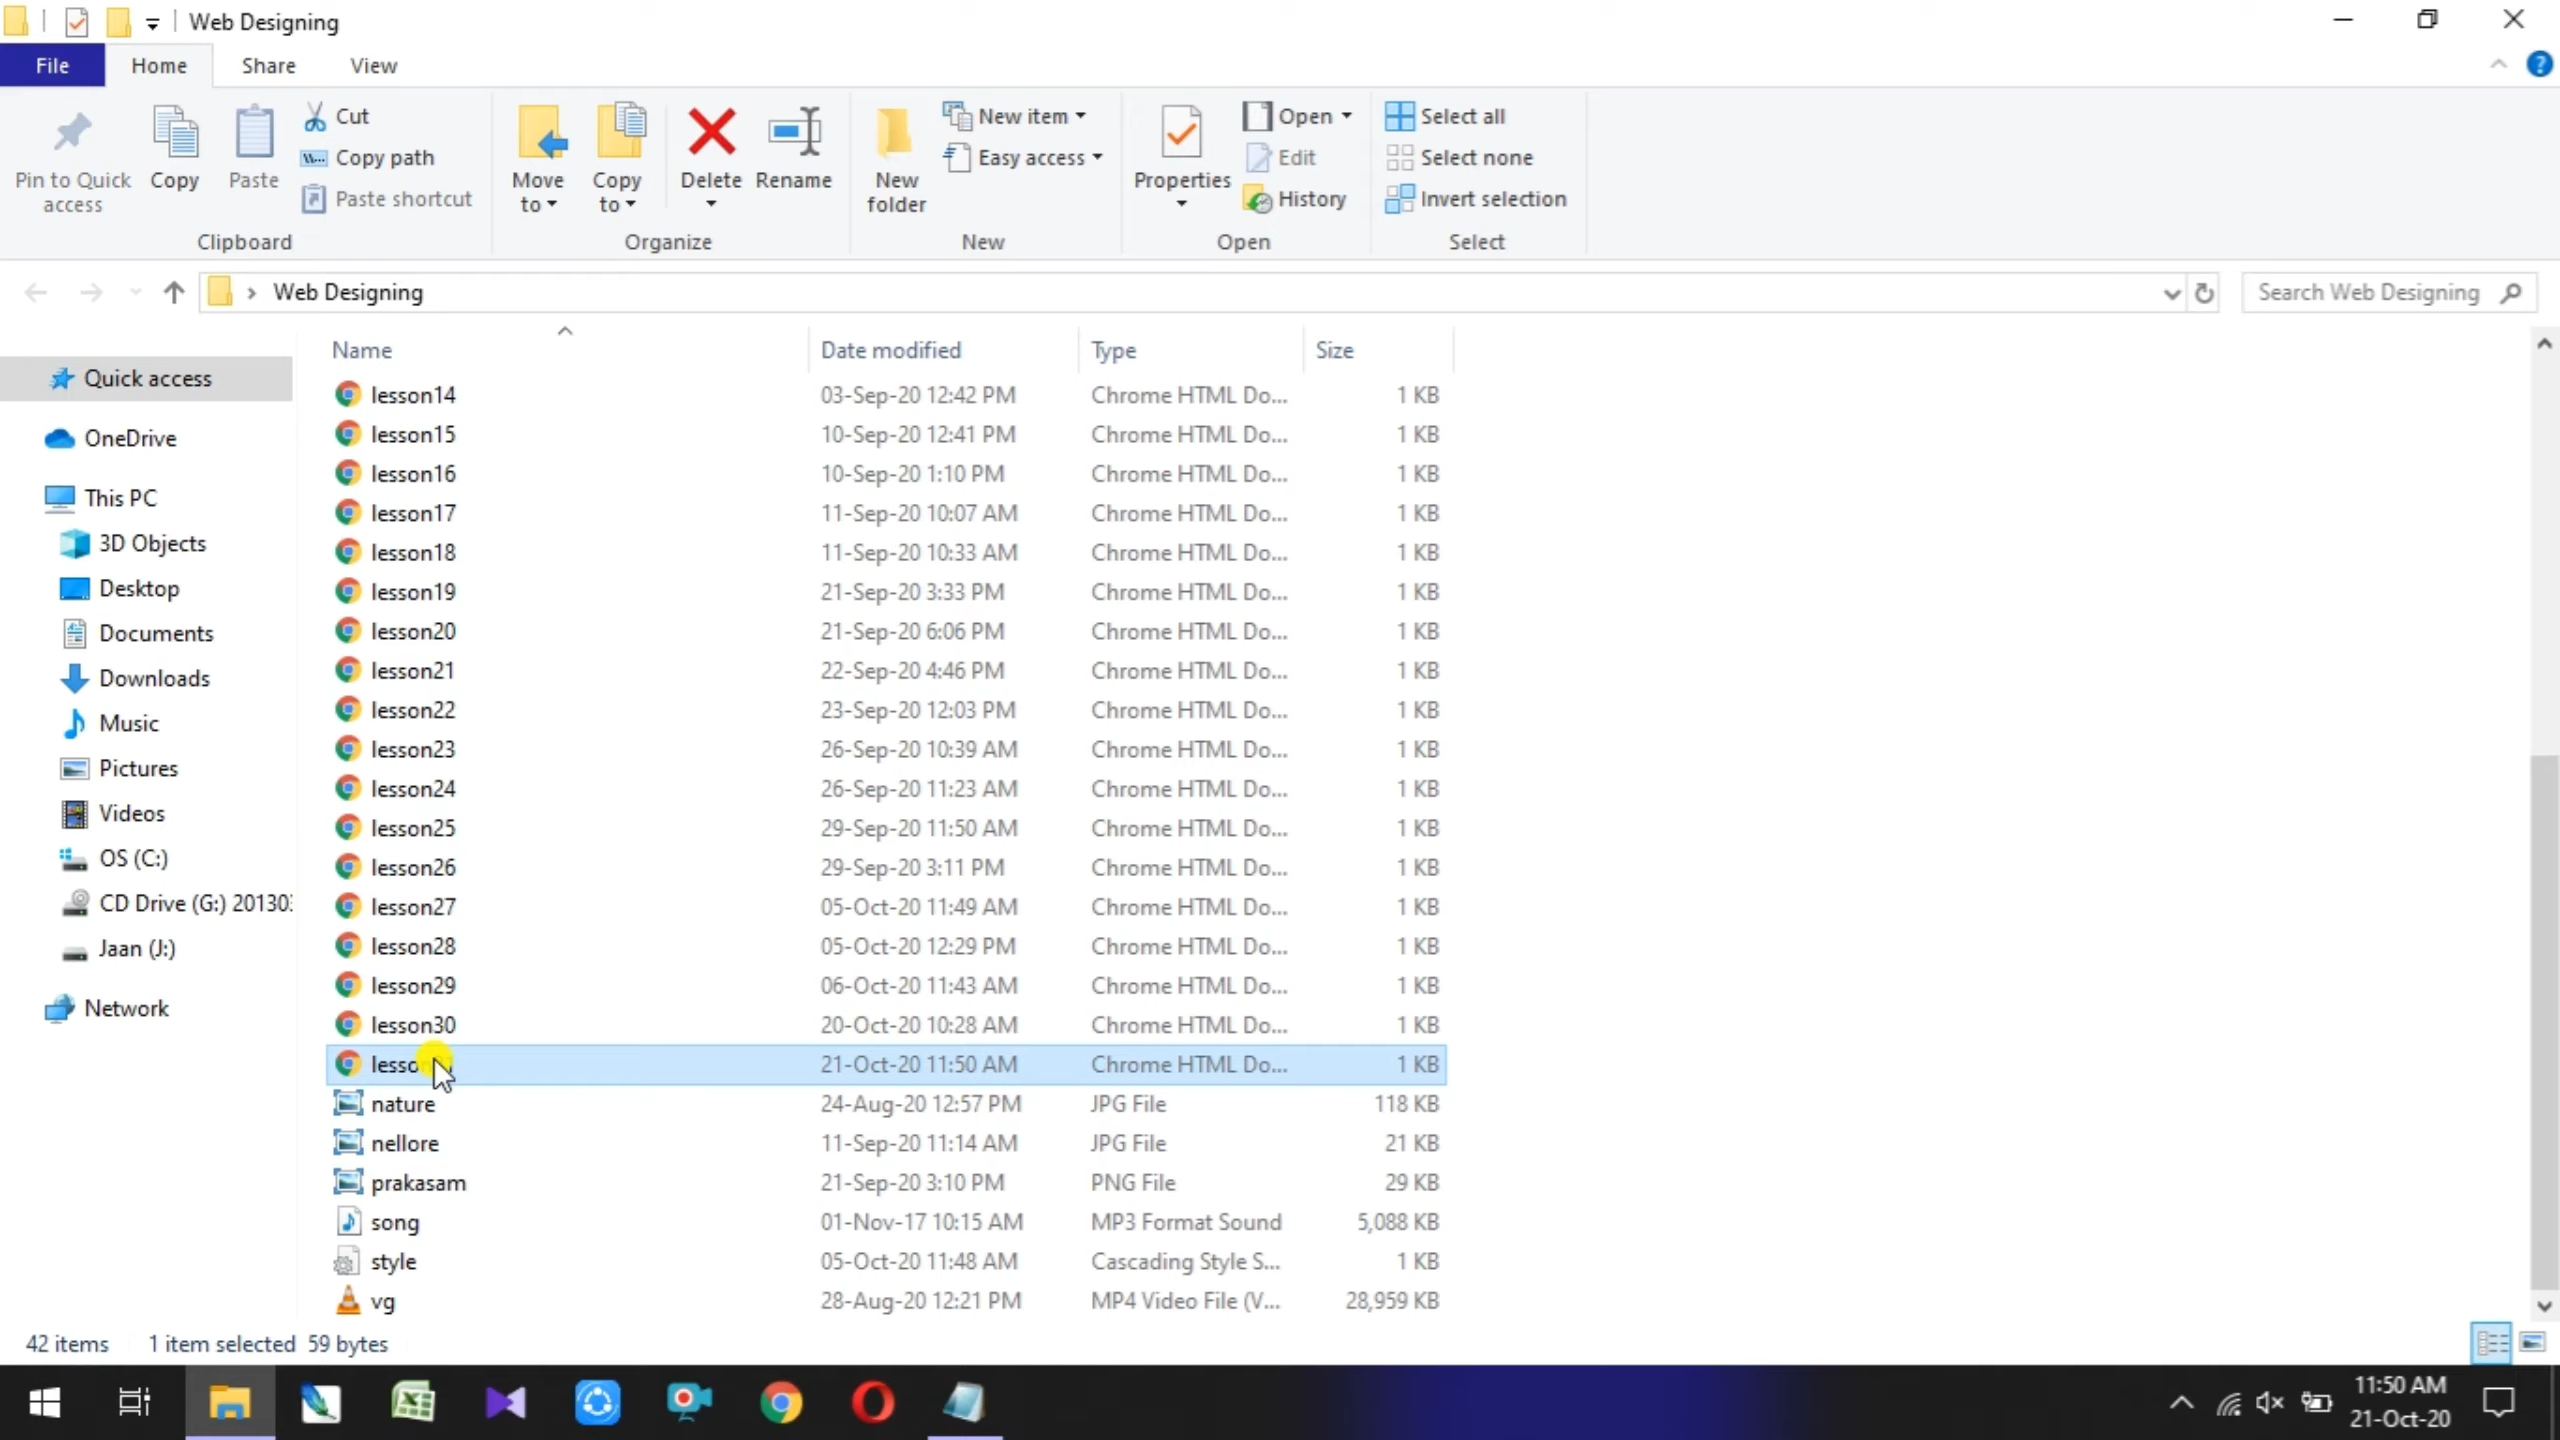 Web Designing
File Home Share View
Pin to Quick access
Copy
Paste
Cut
Copy path
Paste shortcut
Clipboard
Move to
Copy to
Delete
Rename
Organize
New folder
New item
Easy access
New
Properties
Open
Edit
History
Open
Select all
Select none
Invert selection
Select
Web Designing
Search Web Designing
Quick access
OneDrive
This PC
3D Objects
Desktop
Documents
Downloads
Music
Pictures
Videos
OS (C:)
CD Drive (G:) 20130
Jaan (J:)
Network
Name Date modified Type Size
lesson14 03-Sep-20 12:42 PM Chrome HTML Do... 1 KB
lesson15 10-Sep-20 12:41 PM Chrome HTML Do... 1 KB
lesson16 10-Sep-20 1:10 PM Chrome HTML Do... 1 KB
lesson17 11-Sep-20 10:07 AM Chrome HTML Do... 1 KB
lesson18 11-Sep-20 10:33 AM Chrome HTML Do... 1 KB
lesson19 21-Sep-20 3:33 PM Chrome HTML Do... 1 KB
lesson20 21-Sep-20 6:06 PM Chrome HTML Do... 1 KB
lesson21 22-Sep-20 4:46 PM Chrome HTML Do... 1 KB
lesson22 23-Sep-20 12:03 PM Chrome HTML Do... 1 KB
lesson23 26-Sep-20 10:39 AM Chrome HTML Do... 1 KB
lesson24 26-Sep-20 11:23 AM Chrome HTML Do... 1 KB
lesson25 29-Sep-20 11:50 AM Chrome HTML Do... 1 KB
lesson26 29-Sep-20 3:11 PM Chrome HTML Do... 1 KB
lesson27 05-Oct-20 11:49 AM Chrome HTML Do... 1 KB
lesson28 05-Oct-20 12:29 PM Chrome HTML Do... 1 KB
lesson29 06-Oct-20 11:43 AM Chrome HTML Do... 1 KB
lesson30 20-Oct-20 10:28 AM Chrome HTML Do... 1 KB
21-Oct-20 11:50 AM Chrome HTML Do... 1 KB
nature 24-Aug-20 12:57 PM JPG File 118 KB
nellore 11-Sep-20 11:14 AM JPG File 21 KB
prakasam 21-Sep-20 3:10 PM PNG File 29 KB
song 01-Nov-17 10:15 AM MP3 Format Sound 5,088 KB
style 05-Oct-20 11:48 AM Cascading Style S... 1 KB
vg 28-Aug-20 12:21 PM MP4 Video File (V... 28,959 KB
42 items 1 item selected 59 bytes
11:50 AM
21-Oct-20